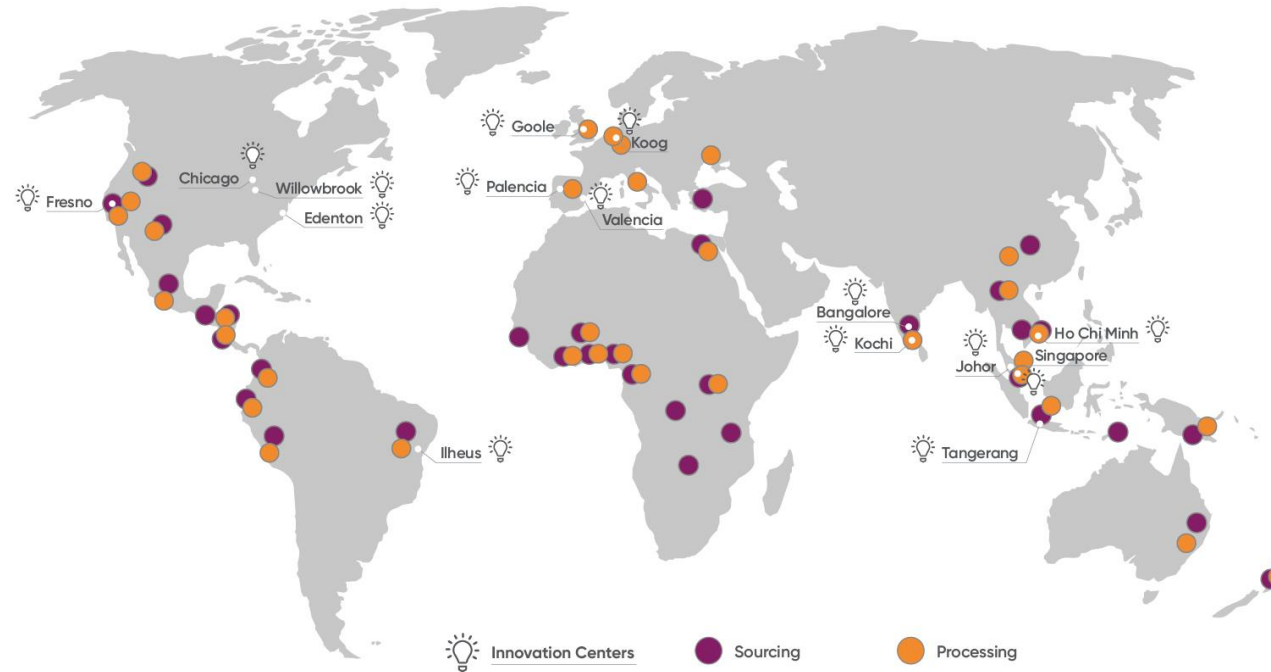 Goole
Koog
Chicago
Willowbrook
Palencia
Fresno
Edenton
Valencia
Bangalore
Ho Chi Minh
Kochi
Singapore
Johor
Ilheus
Tangerang
Innovation Centers
Sourcing
Processing